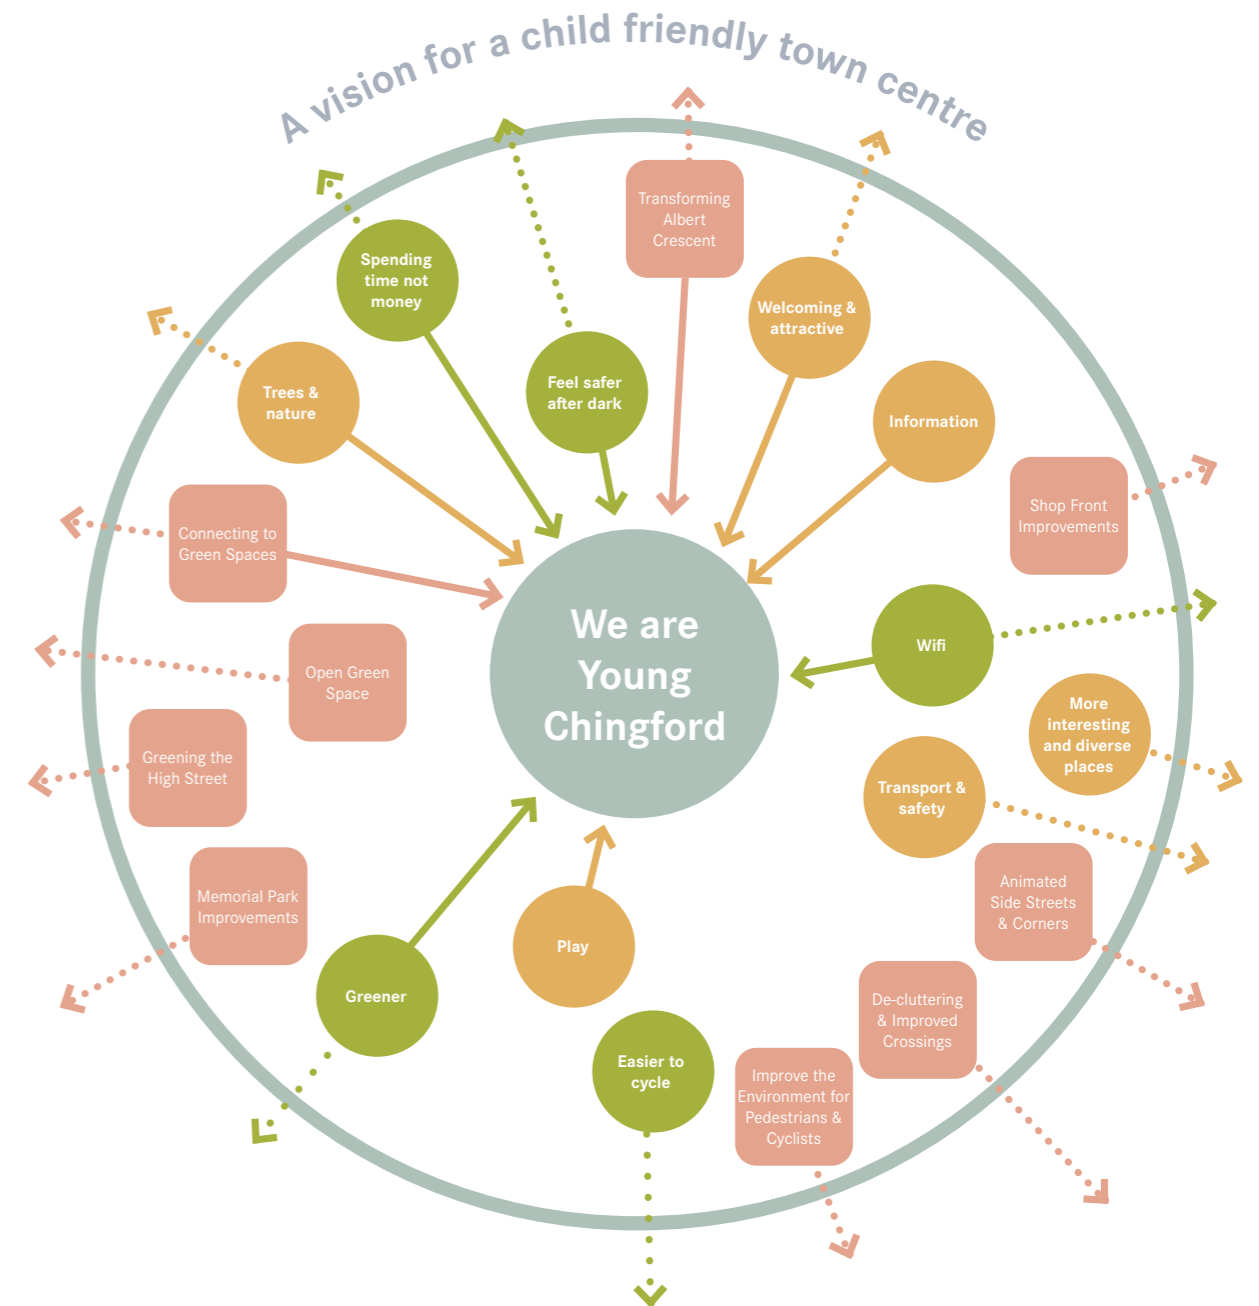 A vision for a child friendly town centre
Transforming
Albert
Crescent
Spending
time not
money
Welcoming &
attractive
Feel safer
after dark
Trees &
nature
Information
Connecting to
Green Spaces
Shop Front
Improvements
We are
Young
Chingford
Wifi
Open Green
Space
More
interesting
and diverse
places
Greening the
High Street
Transport &
safety
Memorial Park
Improvements
Animated
Side Streets
& Corners
Play
Greener
De-cluttering
& Improved
Crossings
Easier to
cycle
Improve the
Environment for
Pedestrians &
Cyclists